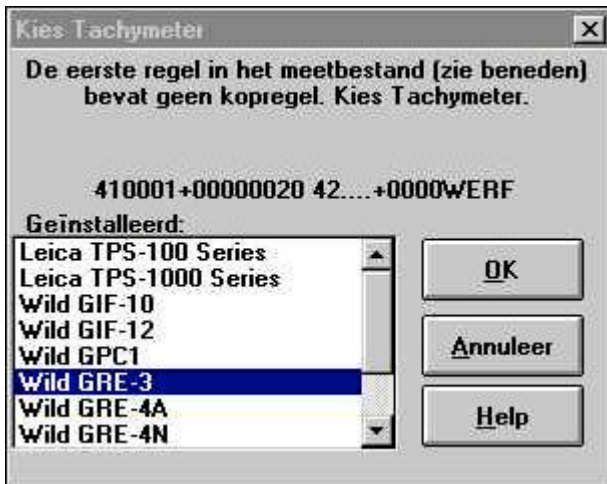 Kies Tachymeter
De eerste regel in het meetbestand (zie beneden)
bevat geen kopregel. Kies Tachymeter.
410001+00000020 42....+0000WERF
Geïnstalleerd:
Leica TPS-100 Series
Leica TPS-1000 Series
Wild GIF-10
Wild GIF-12
Wild GPC1
Wild GRE-3
Wild GRE-4A
Wild GRE-4N
OK
Annuleer
Help